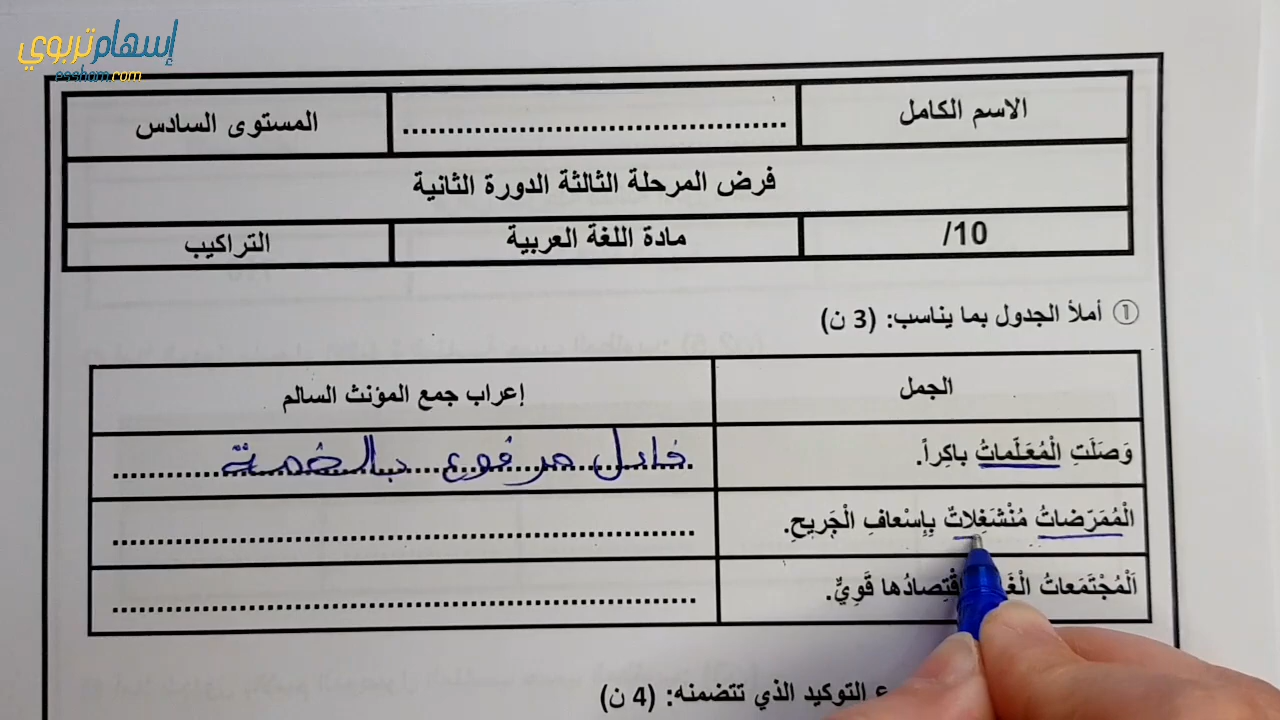 إسهام تربوي
esshom.com
الاسم الكامل ........................................ المستوى السادس
فرض المرحلة الثالثة الدورة الثانية
/10 مادة اللغة العربية التراكيب
① أملأ الجدول بما يناسب: (3 ن)
الجمل إعراب جمع المؤنث السالم
وَصَلَتِ الْمُعَلّماتُ باكِراً. فاعل مرفوع بالضمة
الْمُمَرّضاتُ مُنْشَغِلاتٌ بِإِسْعافِ الْجَرِيحِ. ........................................
اَلْمُجْتَمَعاتُ اقْتِصادُها قَوِيٌّ. ........................................
التوكيد الذي تتضمنه: (4 ن)